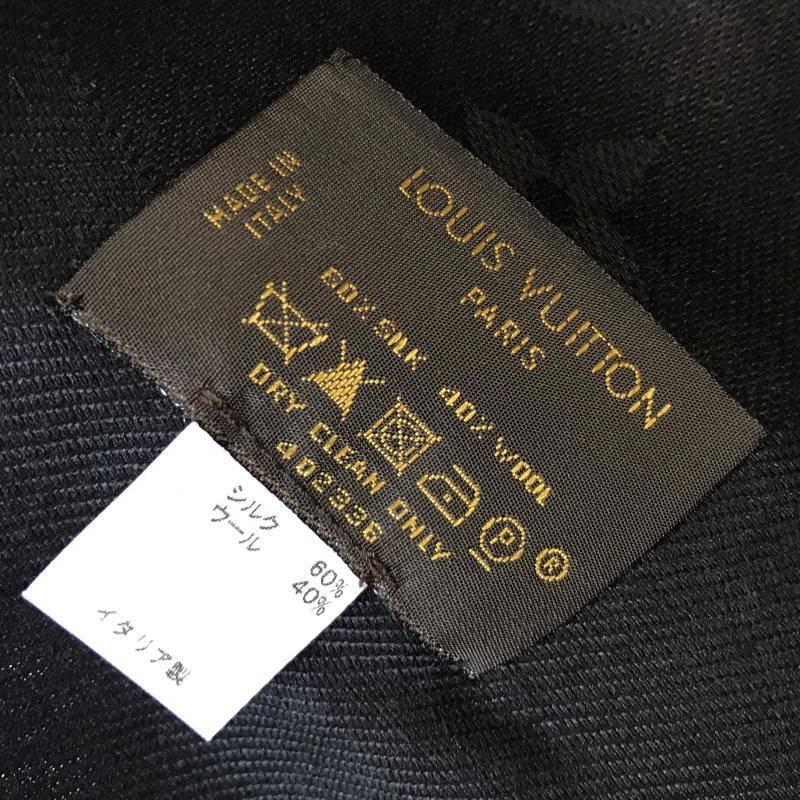 LOUIS VUITTON
PARIS
MADE IN
ITALY
60% SILK 40% WOOL
P R
DRY CLEAN ONLY
402336
シルク 60%
ウール 40%
イタリア製